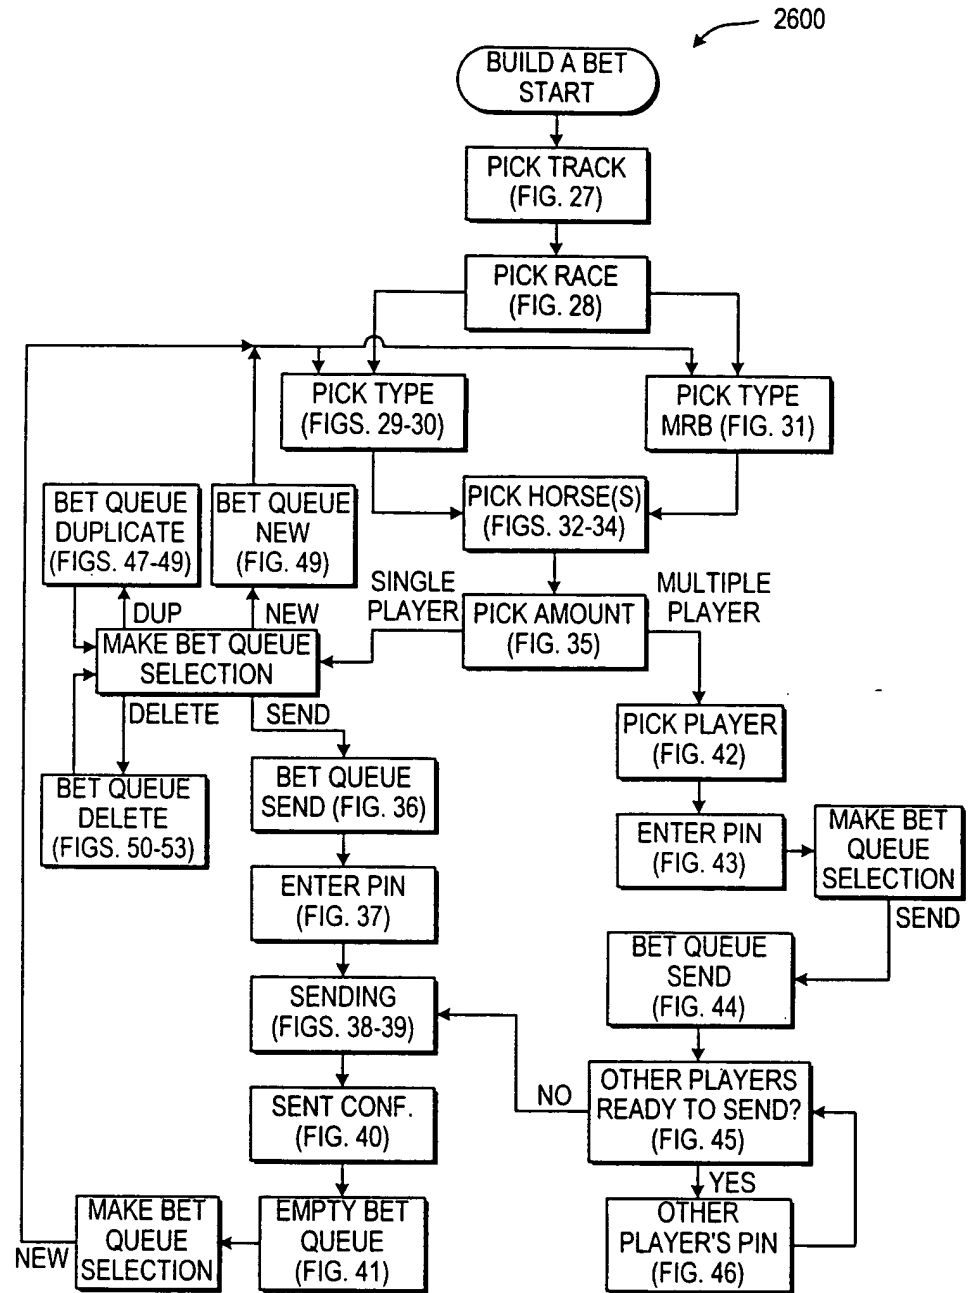 2600
BUILD A BET
START
PICK TRACK
(FIG. 27)
PICK RACE
(FIG. 28)
PICK TYPE
(FIGS. 29-30)
PICK TYPE
MRB (FIG. 31)
BET QUEUE
DUPLICATE
(FIGS. 47-49)
BET QUEUE
NEW
(FIG. 49)
PICK HORSE(S)
(FIGS. 32-34)
DUP
NEW
SINGLE
PLAYER
MULTIPLE
PLAYER
PICK AMOUNT
(FIG. 35)
MAKE BET QUEUE
SELECTION
DELETE
SEND
PICK PLAYER
(FIG. 42)
BET QUEUE
DELETE
(FIGS. 50-53)
BET QUEUE
SEND (FIG. 36)
ENTER PIN
(FIG. 43)
MAKE BET
QUEUE
SELECTION
SEND
ENTER PIN
(FIG. 37)
BET QUEUE
SEND
(FIG. 44)
SENDING
(FIGS. 38-39)
NO
OTHER PLAYERS
READY TO SEND?
(FIG. 45)
SENT CONF.
(FIG. 40)
YES
MAKE BET
QUEUE
SELECTION
NEW
EMPTY BET
QUEUE
(FIG. 41)
OTHER
PLAYER'S PIN
(FIG. 46)